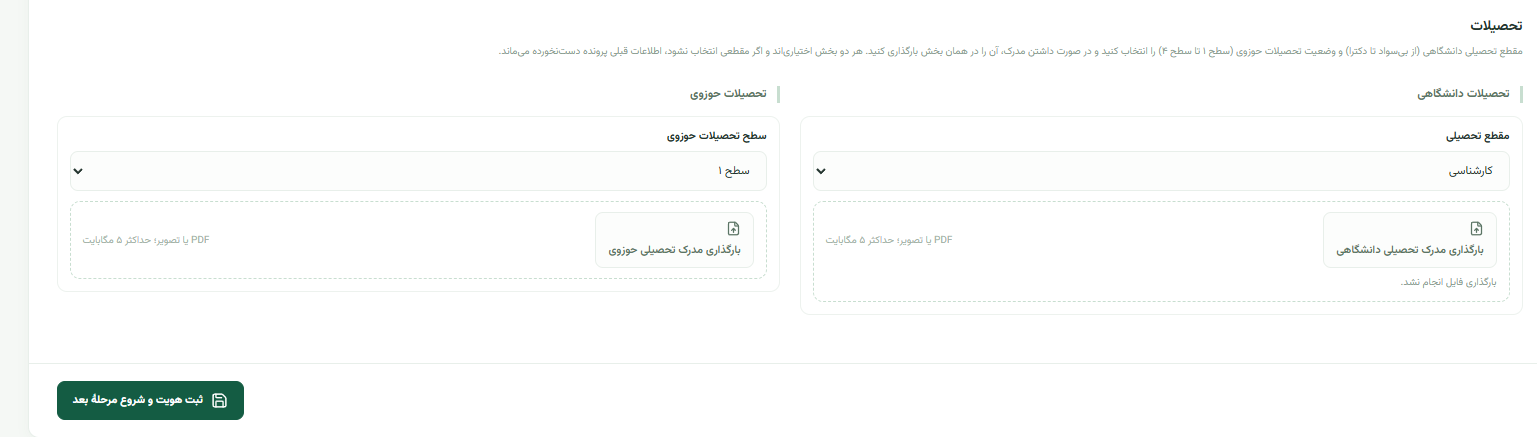 تحصیلات
مقطع تحصیلی دانشگاهی (از بی‌سواد تا دکترا) و وضعیت تحصیلات حوزوی (سطح ۱ تا سطح ۴) را انتخاب کنید و در صورت داشتن مدرک، آن را در همان بخش بارگذاری کنید. هر دو بخش اختیاری‌اند و اگر مقطعی انتخاب نشود، اطلاعات قبلی پرونده دست‌نخورده می‌ماند.
تحصیلات دانشگاهی
مقطع تحصیلی
کارشناسی
بارگذاری مدرک تحصیلی دانشگاهی
PDF یا تصویر؛ حداکثر ۵ مگابایت
بارگذاری فایل انجام نشد.
تحصیلات حوزوی
سطح تحصیلات حوزوی
سطح ۱
بارگذاری مدرک تحصیلی حوزوی
PDF یا تصویر؛ حداکثر ۵ مگابایت
ثبت هویت و شروع مرحلهٔ بعد